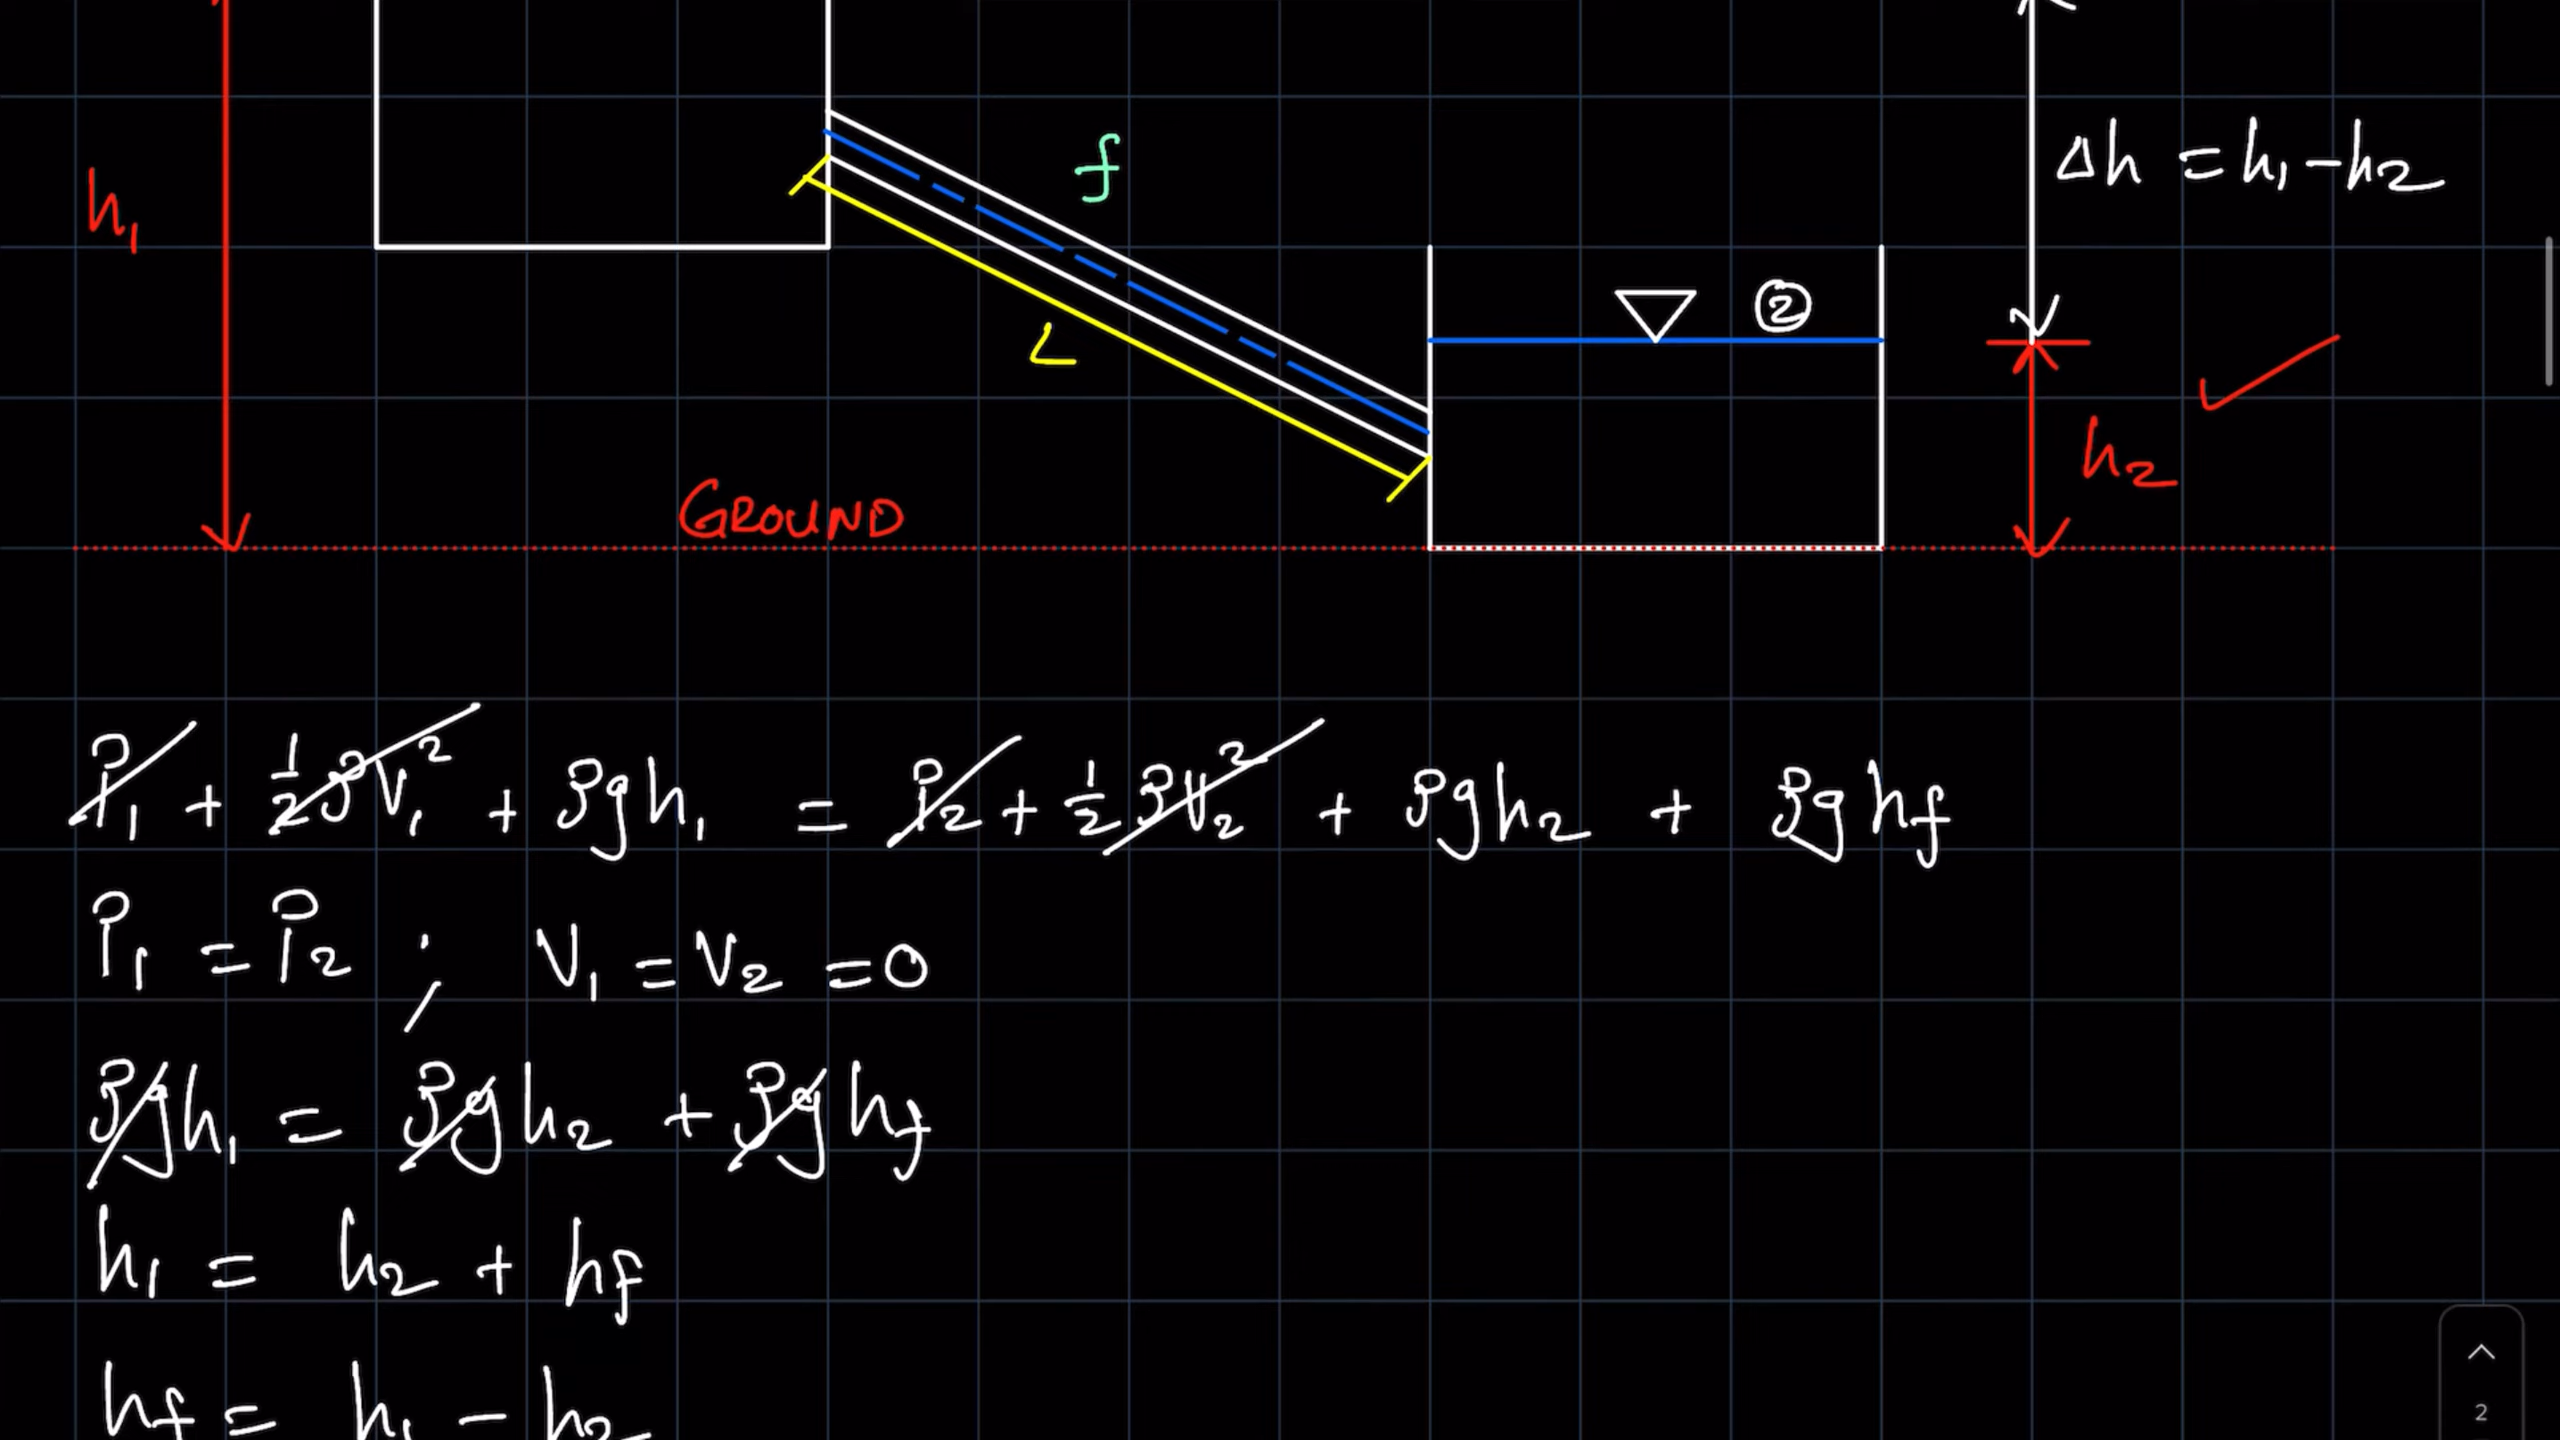 f
Δh = h₁ - h₂
h₁
②
L
h₂
GROUND
P₁ + ½ρV₁² + ρgh₁ = P₂ + ½ρV₂² + ρgh₂ + ρghf
P₁ = P₂ ; V₁ = V₂ = 0
ρgh₁ = ρgh₂ + ρghf
h₁ = h₂ + hf
hf = h₁ - h₂
2